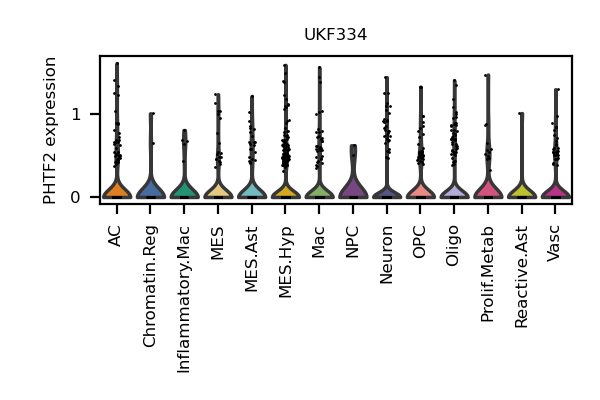 UKF334
PHTF2 expression
1
0
AC
Chromatin.Reg
Inflammatory.Mac
MES
MES.Ast
MES.Hyp
Mac
NPC
Neuron
OPC
Oligo
Prolif.Metab
Reactive.Ast
Vasc